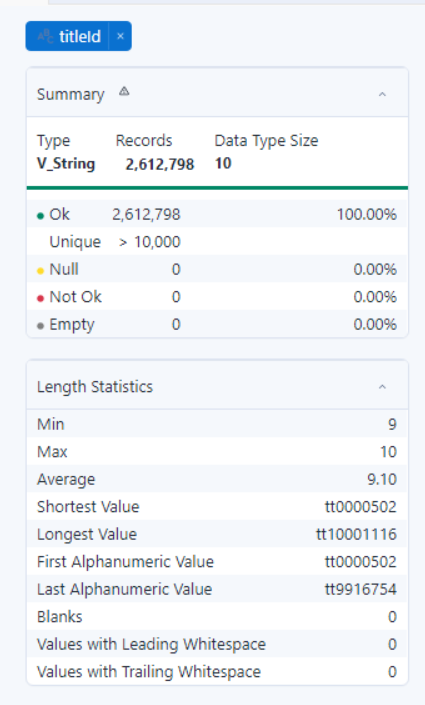 titleId ×
Summary
Type Records Data Type Size
V_String 2,612,798 10
Ok 2,612,798 100.00%
Unique > 10,000
Null 0 0.00%
Not Ok 0 0.00%
Empty 0 0.00%
Length Statistics
Min 9
Max 10
Average 9.10
Shortest Value tt0000502
Longest Value tt10001116
First Alphanumeric Value tt0000502
Last Alphanumeric Value tt9916754
Blanks 0
Values with Leading Whitespace 0
Values with Trailing Whitespace 0